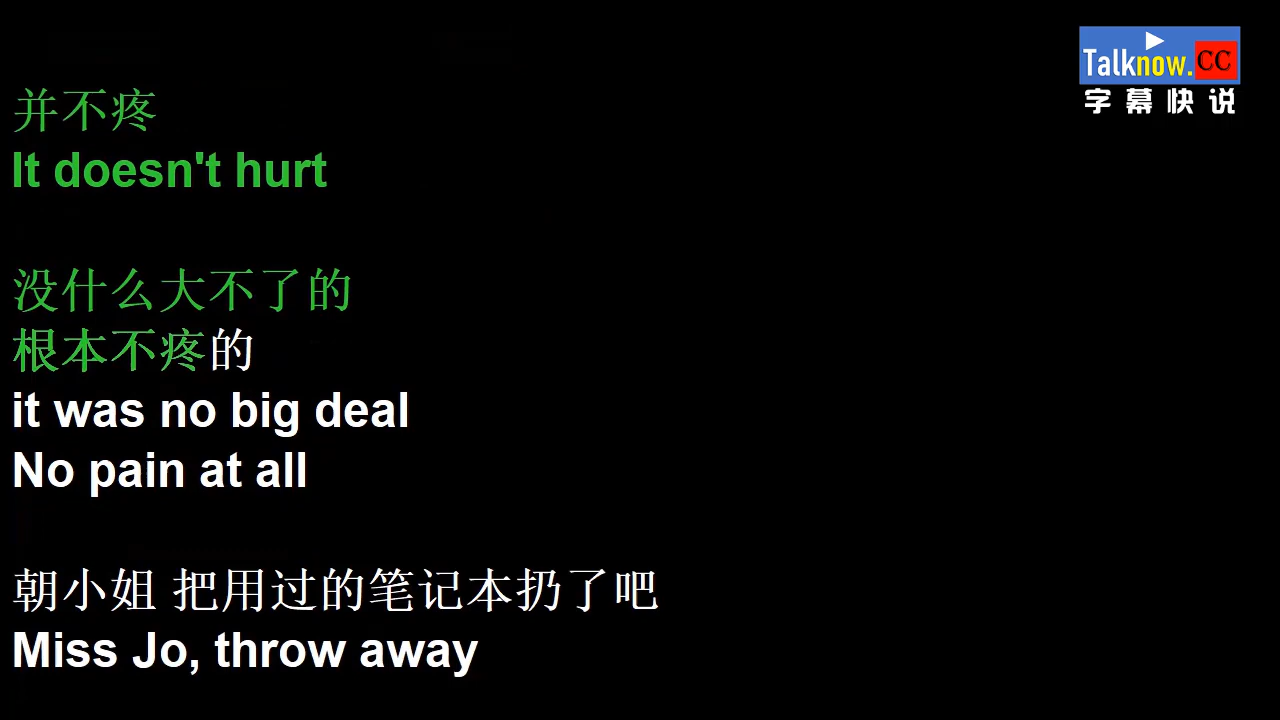 Talknow.CC
字幕快说
并不疼
It doesn't hurt
没什么大不了的
根本不疼的
it was no big deal
No pain at all
朝小姐 把用过的笔记本扔了吧
Miss Jo, throw away